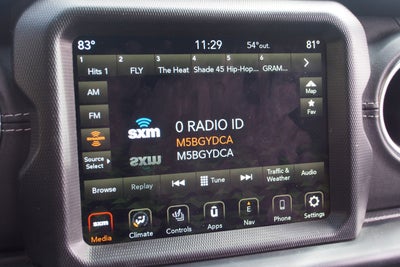 83° 11:29 54°out. 81°
1 2 3 4 5 6
Hits 1 FLY The Heat Shade 45 Hip-Hop... GRAM...
AM
Map
FM
Fav
sxm
0 RADIO ID
M5BGYDCA
M5BGYDCA
Source
Select
Browse Replay Tune Traffic &
Weather Audio
sxm
Media Climate Controls Apps E Nav Phone Settings